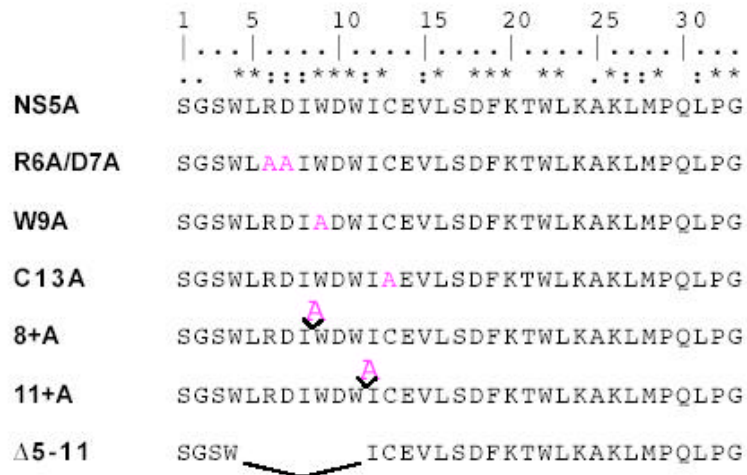 1 5 10 15 20 25 30
|...|....|....|....|....|....|...
.. **:::***:* :* *** ** .*::* :**
NS5A SGSWLRDIWDWICEVLSDFKTWLKAKLMPQLPG
R6A/D7A SGSWLAAIWDWICEVLSDFKTWLKAKLMPQLPG
W9A SGSWLRDIADWICEVLSDFKTWLKAKLMPQLPG
C13A SGSWLRDIWDWIAEVLSDFKTWLKAKLMPQLPG
A
8+A SGSWLRDIWDWICEVLSDFKTWLKAKLMPQLPG
A
11+A SGSWLRDIWDWICEVLSDFKTWLKAKLMPQLPG
Δ5-11 SGSW ICEVLSDFKTWLKAKLMPQLPG